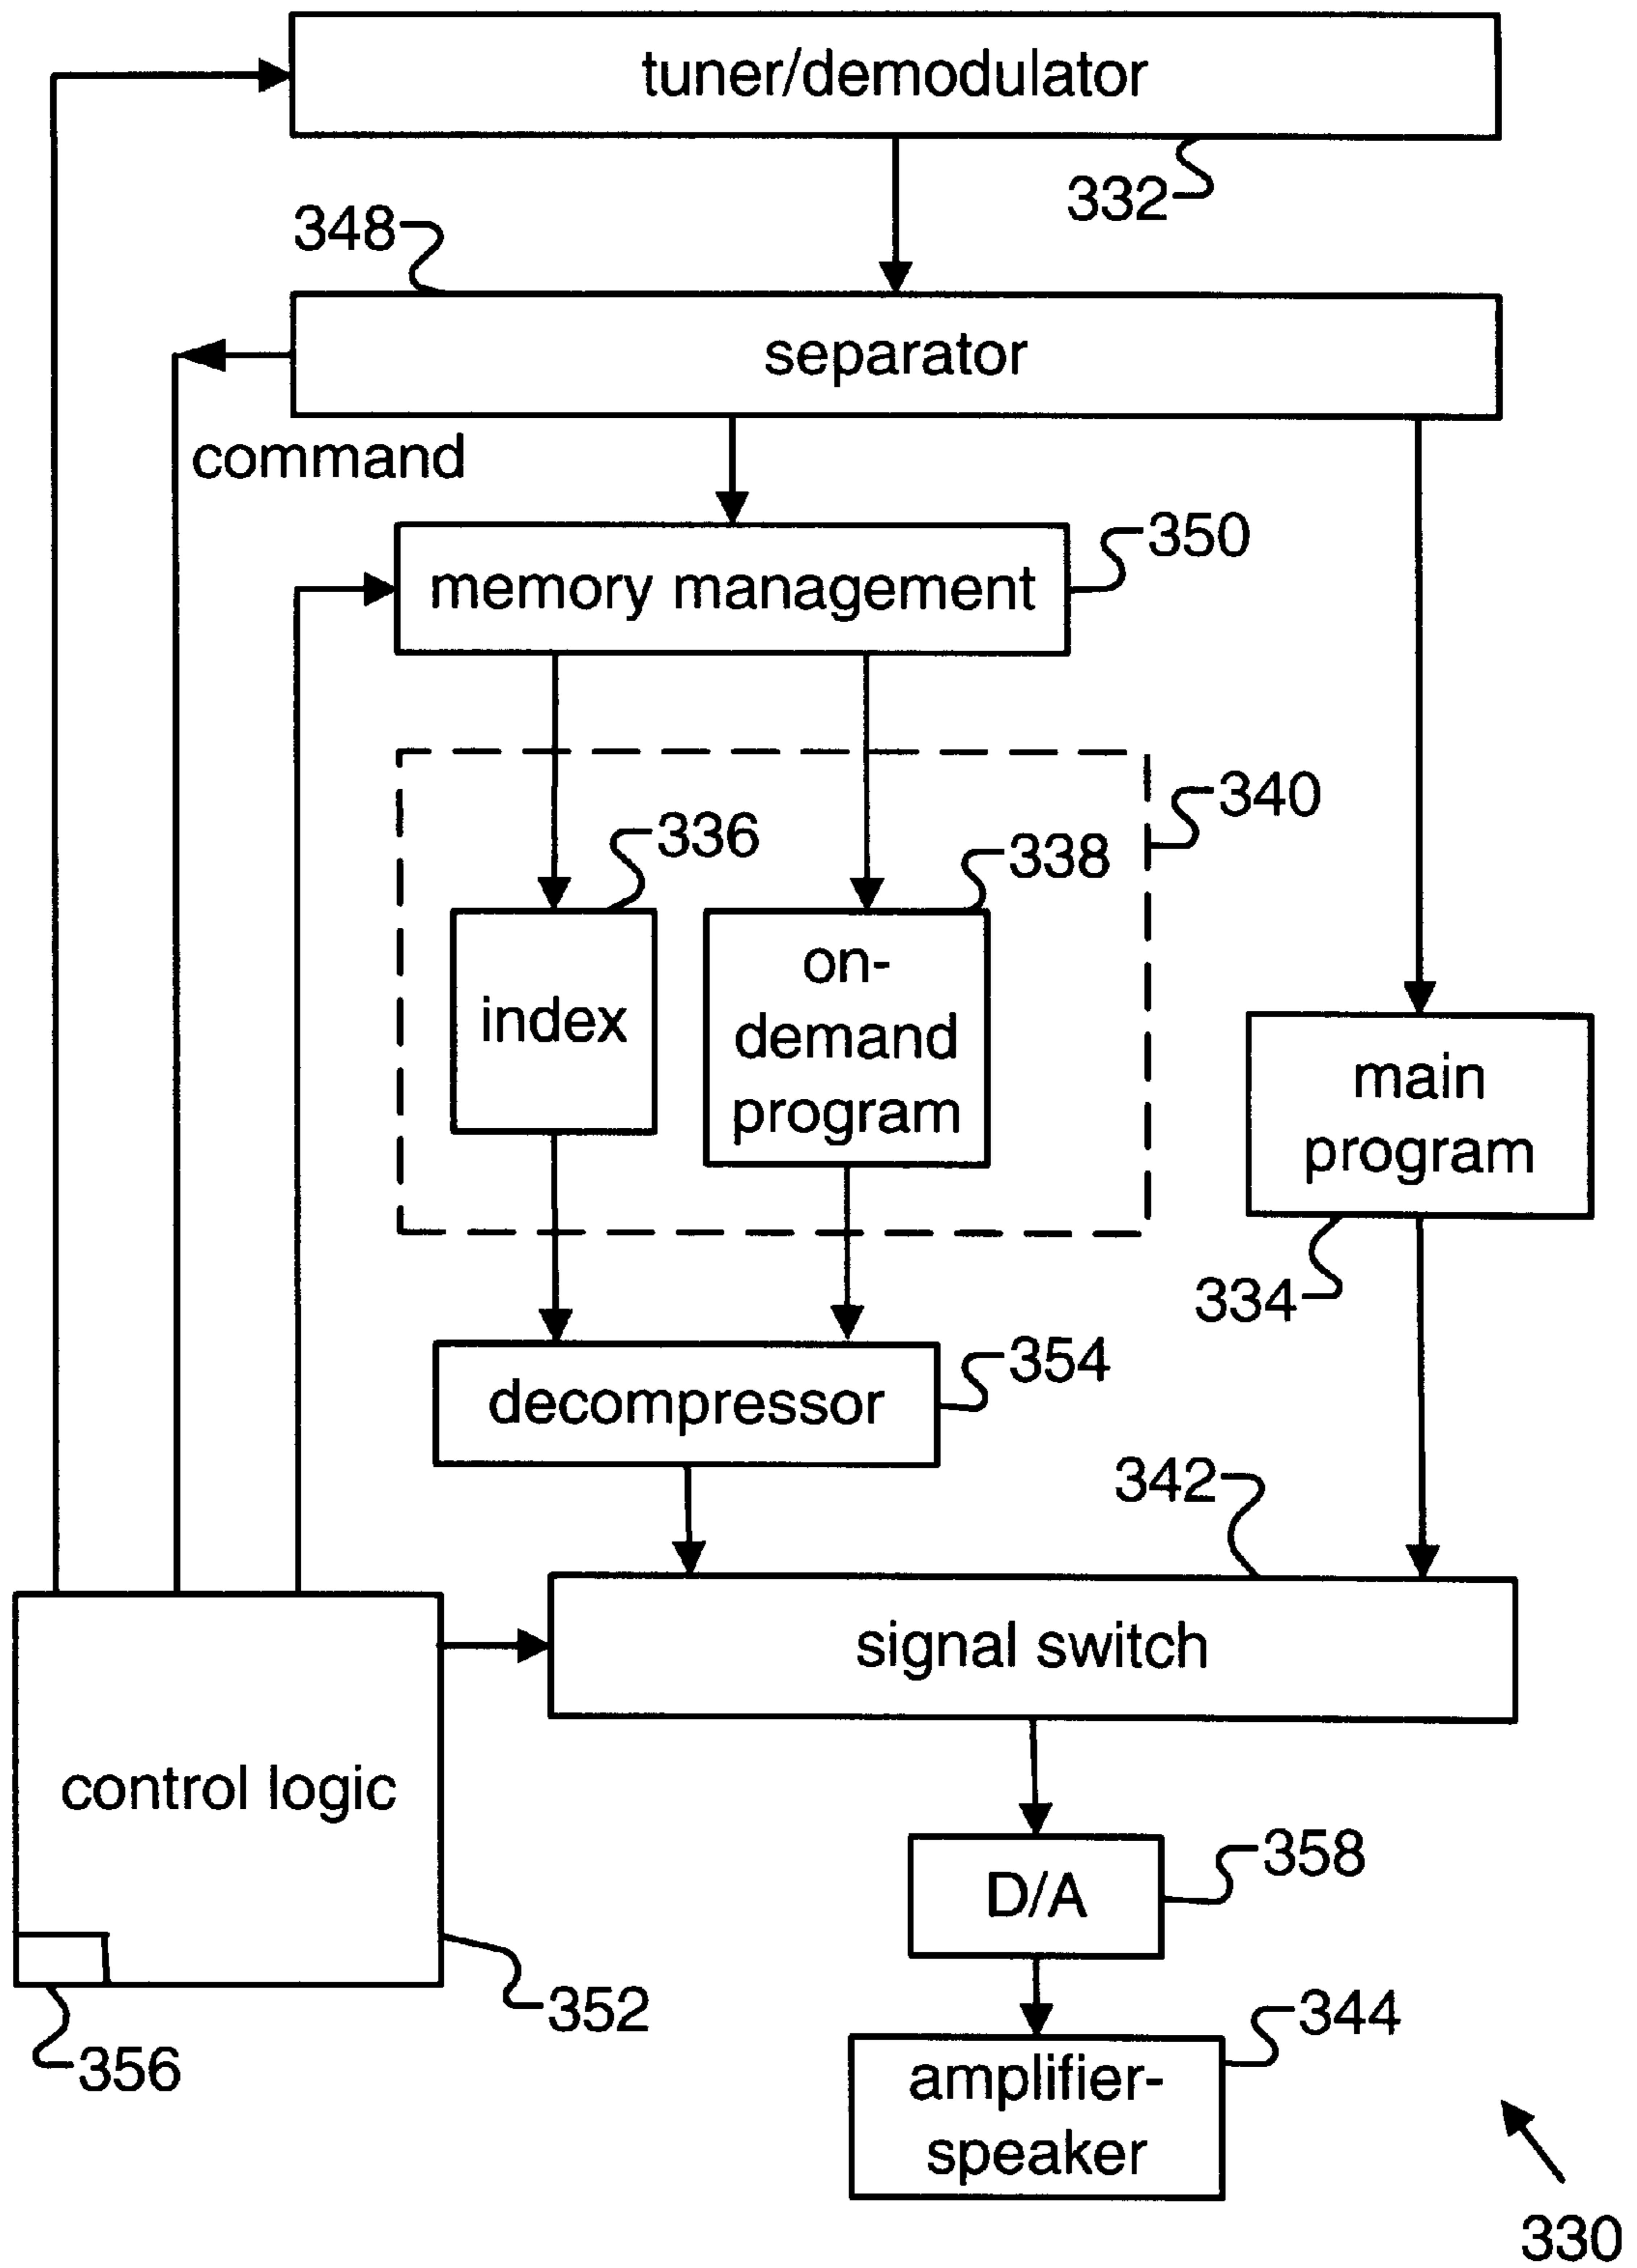 tuner/demodulator
332
348
separator
command
350
memory management
340
336
338
index
on-
demand
program
main
program
334
354
decompressor
342
signal switch
control logic
358
D/A
352
344
356
amplifier-
speaker
330